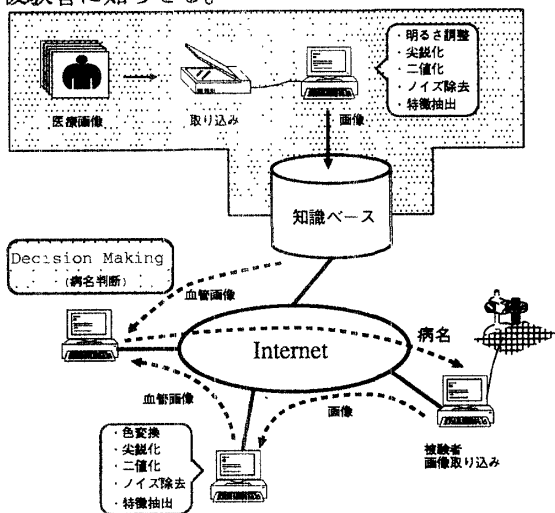 被験者に知らせる。
・明るさ調整
・尖鋭化
・二値化
・ノイズ除去
・特徴抽出
医療画像
取り込み
画像
知識ベース
Decision Making
(病名判断)
血管画像
病名
Internet
血管画像
画像
被験者
画像取り込み
・色変換
・尖鋭化
・二値化
・ノイズ除去
・特徴抽出